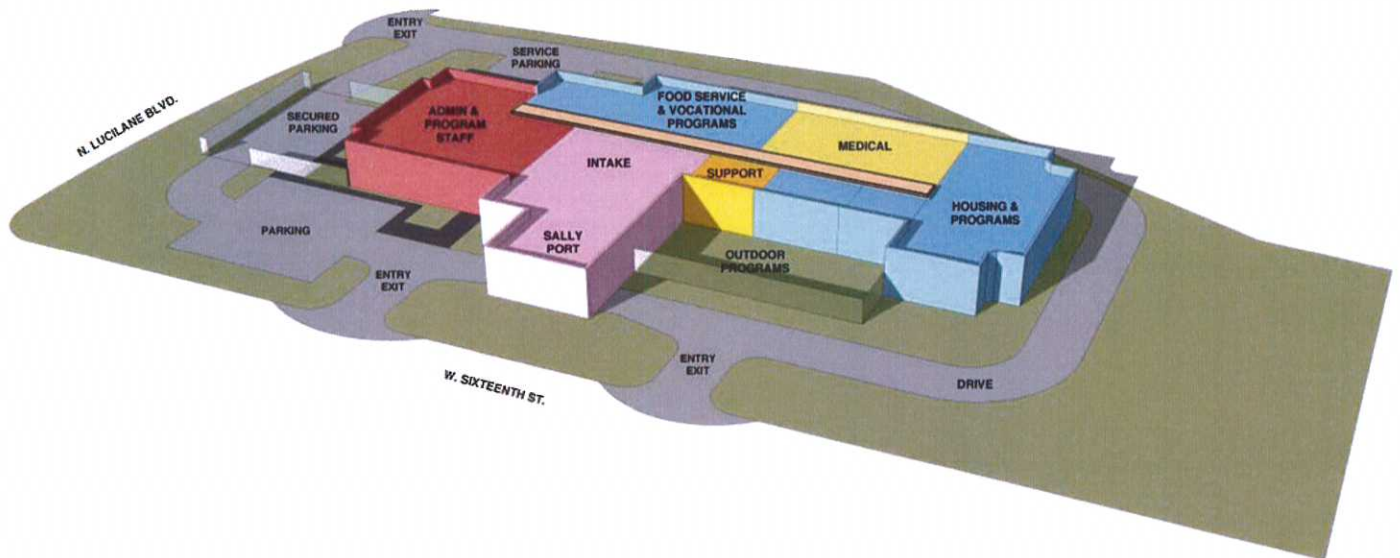 ENTRY
EXIT
SERVICE
PARKING
N. LUCILANE BLVD.
SECURED
PARKING
ADMIN &
PROGRAM
STAFF
FOOD SERVICE
& VOCATIONAL
PROGRAMS
MEDICAL
INTAKE
SUPPORT
HOUSING &
PROGRAMS
PARKING
SALLY
PORT
OUTDOOR
PROGRAMS
ENTRY
EXIT
ENTRY
EXIT
W. SIXTEENTH ST.
DRIVE